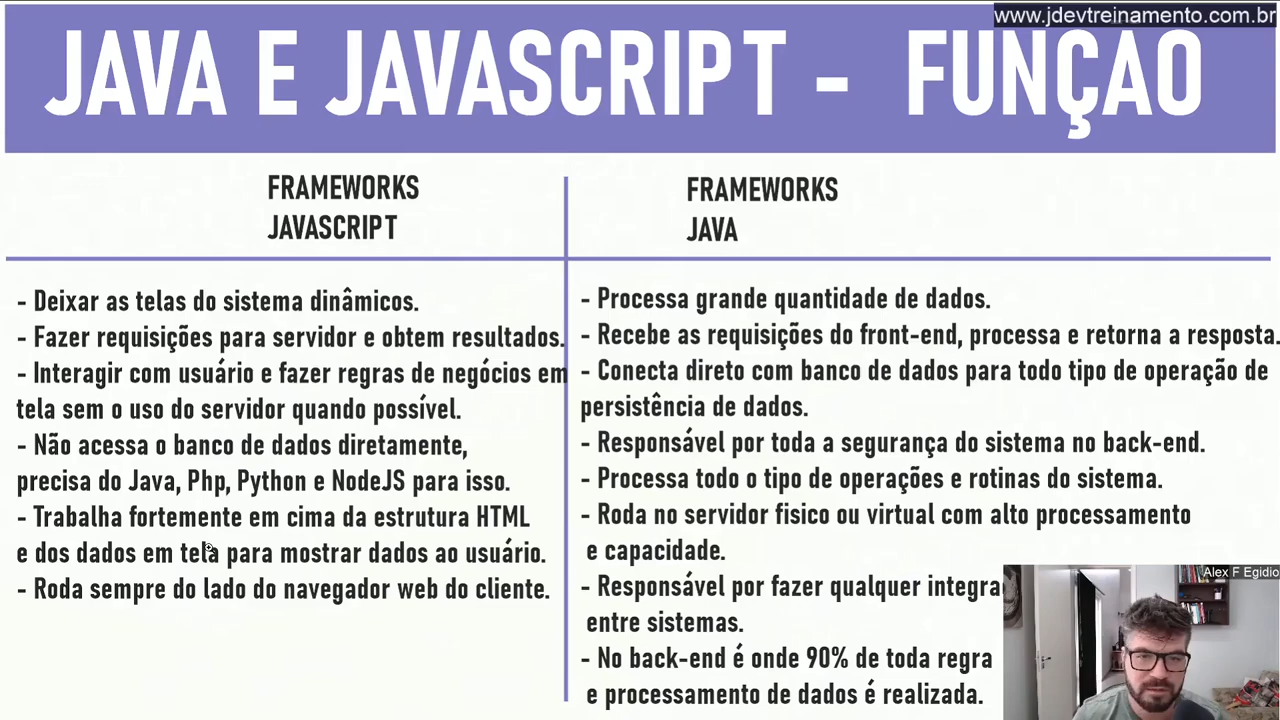 www.jdevtreinamento.com.br
JAVA E JAVASCRIPT - FUNÇÃO
FRAMEWORKS
JAVASCRIPT
- Deixar as telas do sistema dinâmicos.
- Fazer requisições para servidor e obtem resultados.
- Interagir com usuário e fazer regras de negócios em
tela sem o uso do servidor quando possível.
- Não acessa o banco de dados diretamente,
precisa do Java, Php, Python e NodeJS para isso.
- Trabalha fortemente em cima da estrutura HTML
e dos dados em tela para mostrar dados ao usuário.
- Roda sempre do lado do navegador web do cliente.
FRAMEWORKS
JAVA
- Processa grande quantidade de dados.
- Recebe as requisições do front-end, processa e retorna a resposta.
- Conecta direto com banco de dados para todo tipo de operação de
persistência de dados.
- Responsável por toda a segurança do sistema no back-end.
- Processa todo o tipo de operações e rotinas do sistema.
- Roda no servidor fisico ou virtual com alto processamento
e capacidade.
- Responsável por fazer qualquer integra
entre sistemas.
- No back-end é onde 90% de toda regra
e processamento de dados é realizada.
Alex F Egidio